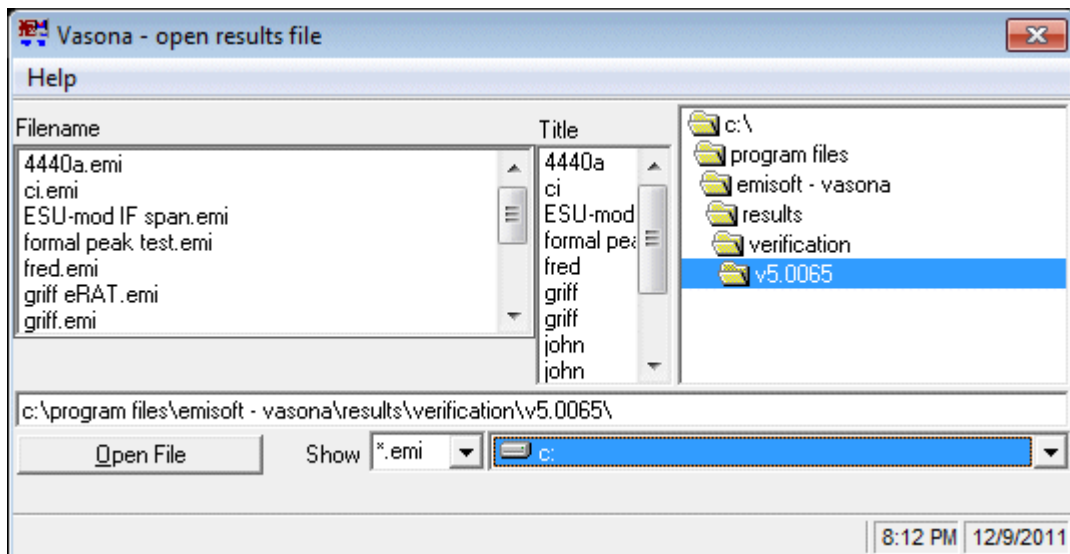 Vasona - open results file
Help
Filename
4440a.emi
ci.emi
ESU-mod IF span.emi
formal peak test.emi
fred.emi
griff eRAT.emi
griff.emi
Title
4440a
ci
ESU-mod
formal pea
fred
griff
griff
john
john
c:\
program files
emisoft - vasona
results
verification
v5.0065
c:\program files\emisoft - vasona\results\verification\v5.0065\
Open File
Show
*.emi
c:
8:12 PM
12/9/2011